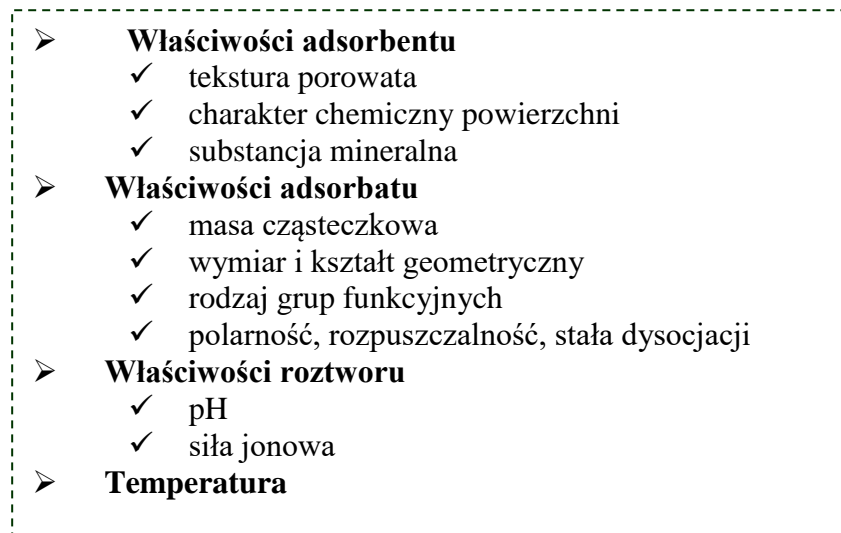 ➢ Właściwości adsorbentu
✓ tekstura porowata
✓ charakter chemiczny powierzchni
✓ substancja mineralna
➢ Właściwości adsorbatu
✓ masa cząsteczkowa
✓ wymiar i kształt geometryczny
✓ rodzaj grup funkcyjnych
✓ polarność, rozpuszczalność, stała dysocjacji
➢ Właściwości roztworu
✓ pH
✓ siła jonowa
➢ Temperatura